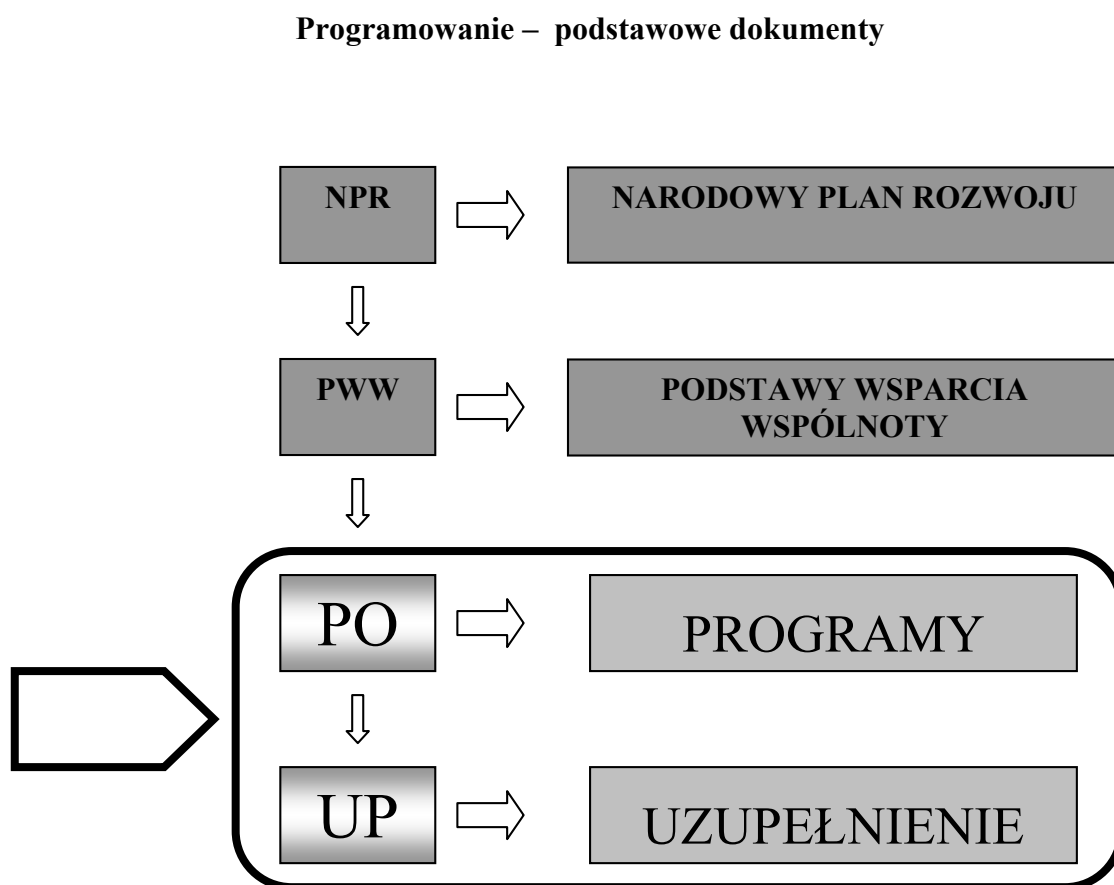 Programowanie – podstawowe dokumenty
NPR
NARODOWY PLAN ROZWOJU
PWW
PODSTAWY WSPARCIA
WSPÓLNOTY
PO
PROGRAMY
UP
UZUPEŁNIENIE